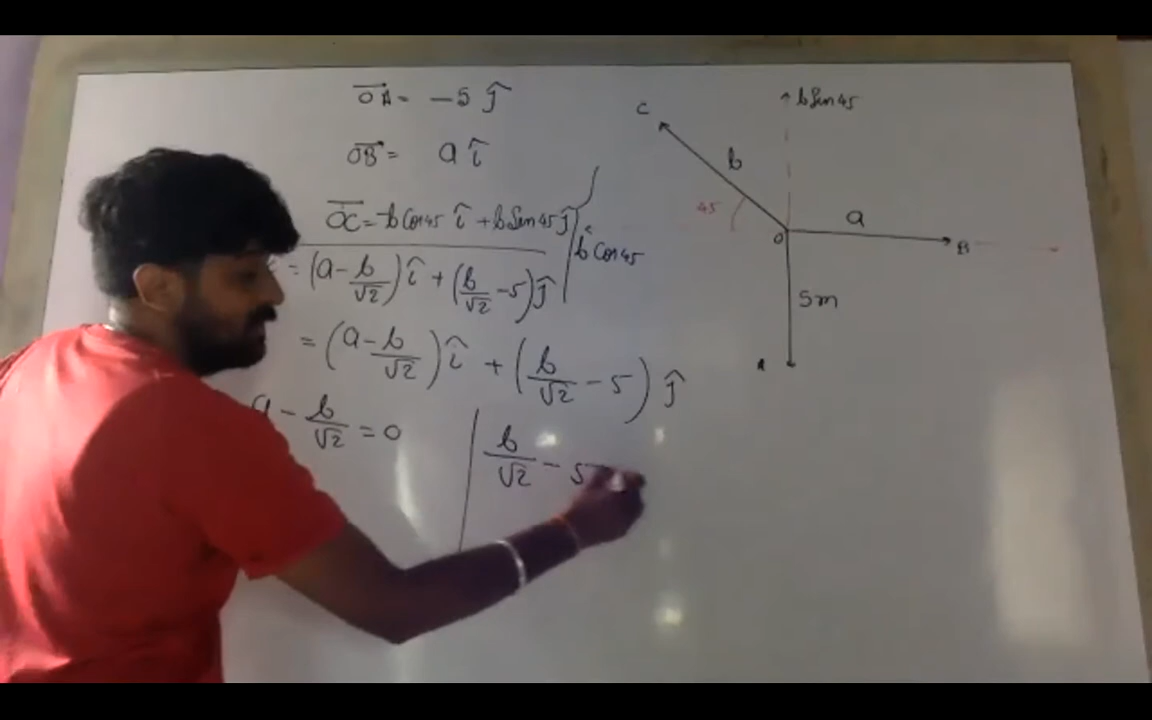 OA = -5 ĵ
OB = a î
OC = -b Cos45 î + b Sin45 ĵ
b Cos45
= (a - b/√2) î + (b/√2 - 5) ĵ
= (a - b/√2) î + (b/√2 - 5) ĵ
a - b/√2 = 0
b/√2 - 5
C
b Sin45
b
45
a
O
B
5m